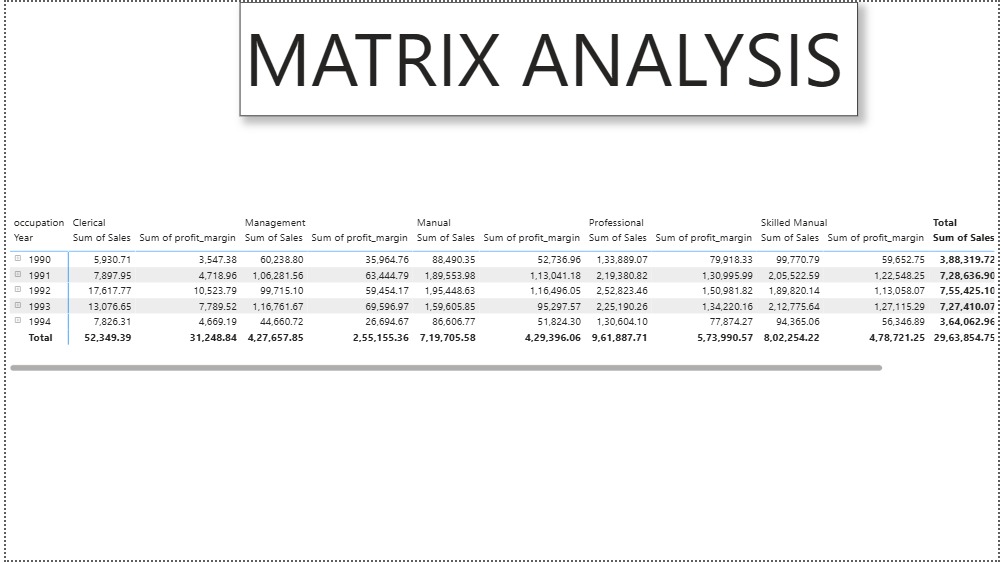 MATRIX ANALYSIS
occupation Clerical Management Manual Professional Skilled Manual Total
Year Sum of Sales Sum of profit_margin Sum of Sales Sum of profit_margin Sum of Sales Sum of profit_margin Sum of Sales Sum of profit_margin Sum of Sales Sum of profit_margin Sum of Sales
1990 5,930.71 3,547.38 60,238.80 35,964.76 88,490.35 52,736.96 1,33,889.07 79,918.33 99,770.79 59,652.75 3,88,319.72
1991 7,897.95 4,718.96 1,06,281.56 63,444.79 1,89,553.98 1,13,041.18 2,19,380.82 1,30,995.99 2,05,522.59 1,22,548.25 7,28,636.90
1992 17,617.77 10,523.79 99,715.10 59,454.17 1,95,448.63 1,16,496.05 2,52,823.46 1,50,981.82 1,89,820.14 1,13,058.07 7,55,425.10
1993 13,076.65 7,789.52 1,16,761.67 69,596.97 1,59,605.85 95,297.57 2,25,190.26 1,34,220.16 2,12,775.64 1,27,115.29 7,27,410.07
1994 7,826.31 4,669.19 44,660.72 26,694.67 86,606.77 51,824.30 1,30,604.10 77,874.27 94,365.06 56,346.89 3,64,062.96
Total 52,349.39 31,248.84 4,27,657.85 2,55,155.36 7,19,705.58 4,29,396.06 9,61,887.71 5,73,990.57 8,02,254.22 4,78,721.25 29,63,854.75